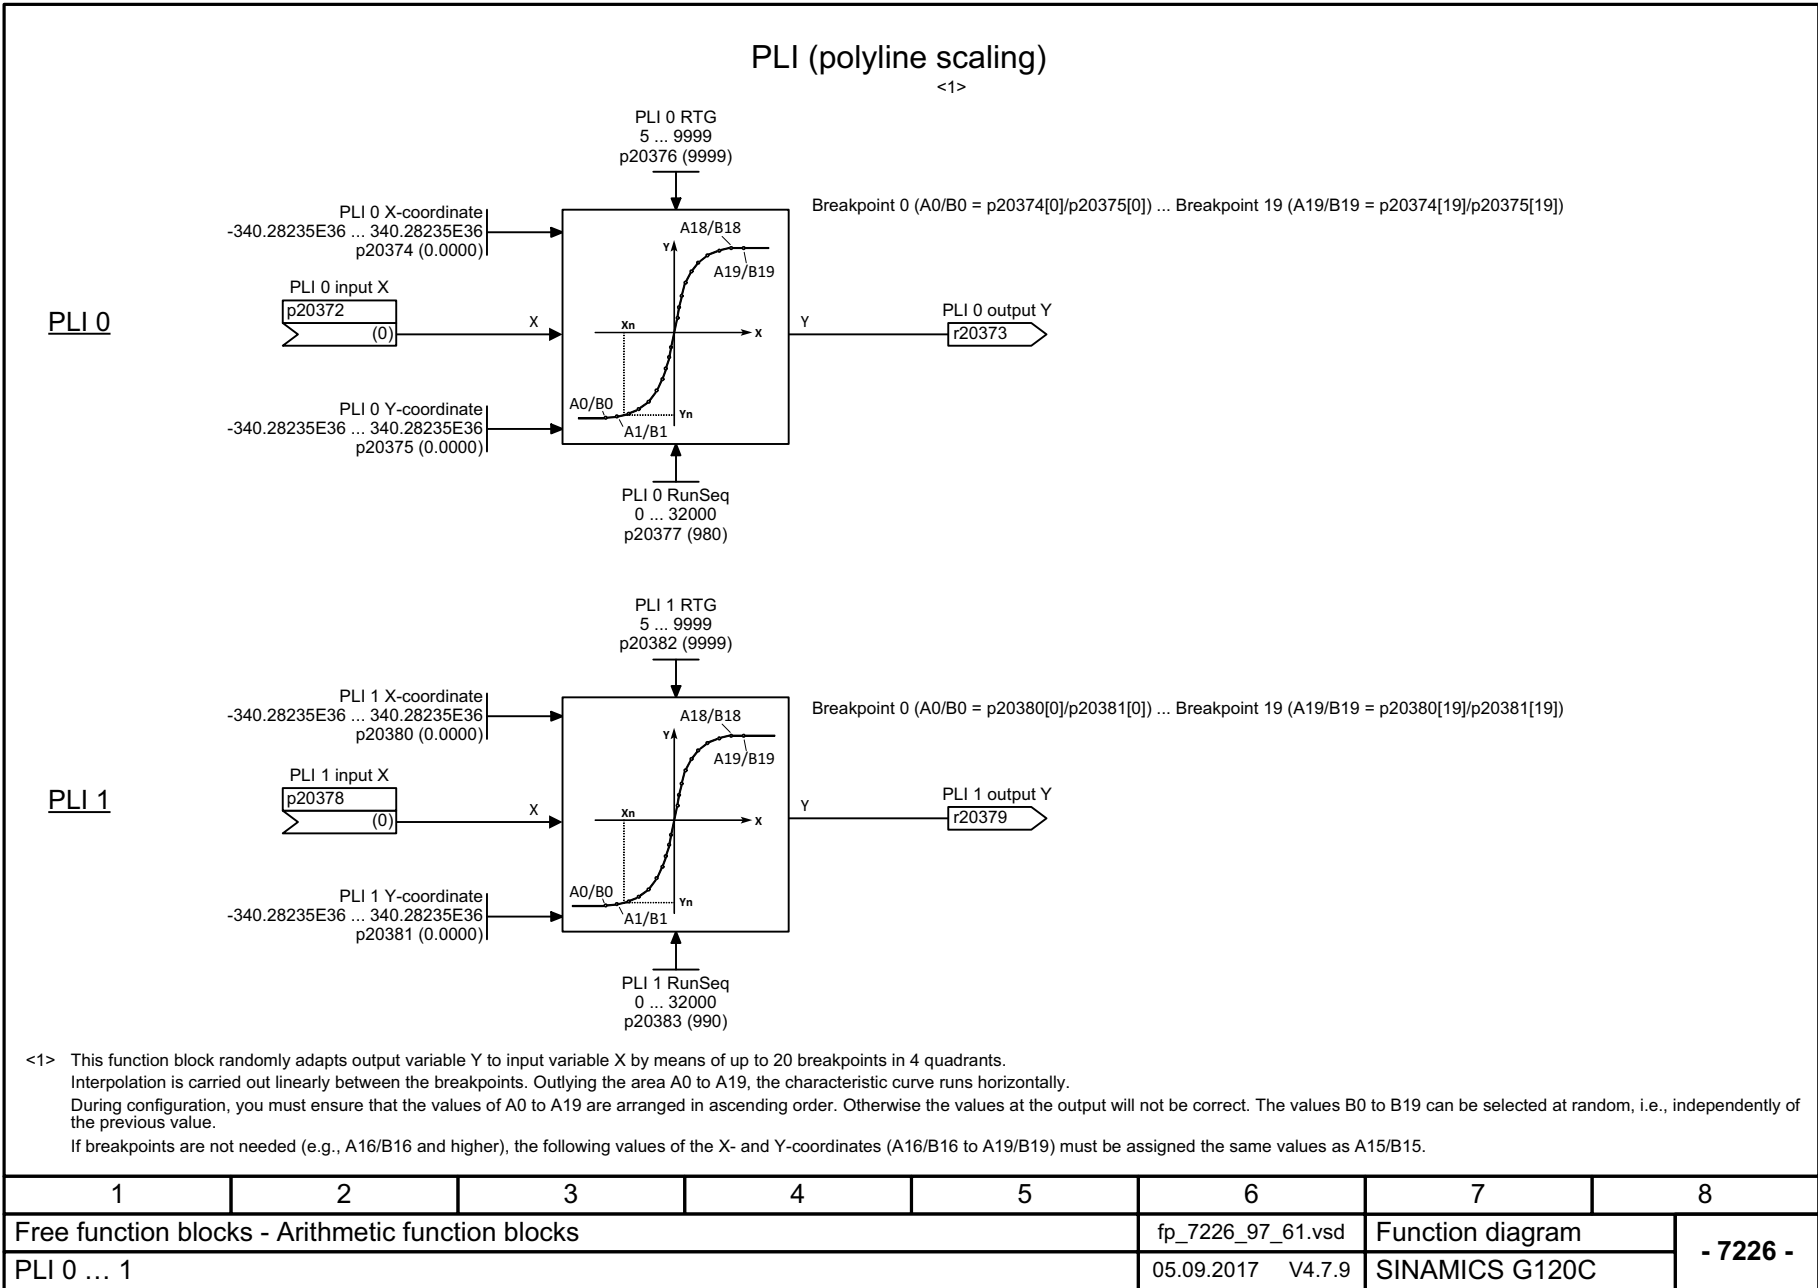 PLI (polyline scaling)
<1>
PLI 0 RTG
5 ... 9999
p20376 (9999)
PLI 0 X-coordinate
-340.28235E36 ... 340.28235E36
p20374 (0.0000)
Breakpoint 0 (A0/B0 = p20374[0]/p20375[0]) ... Breakpoint 19 (A19/B19 = p20374[19]/p20375[19])
A18/B18
Y
A19/B19
PLI 0
PLI 0 input X
p20372
(0)
X
Xn
X
Y
PLI 0 output Y
r20373
PLI 0 Y-coordinate
-340.28235E36 ... 340.28235E36
p20375 (0.0000)
A0/B0
Yn
A1/B1
PLI 0 RunSeq
0 ... 32000
p20377 (980)
PLI 1 RTG
5 ... 9999
p20382 (9999)
PLI 1 X-coordinate
-340.28235E36 ... 340.28235E36
p20380 (0.0000)
Breakpoint 0 (A0/B0 = p20380[0]/p20381[0]) ... Breakpoint 19 (A19/B19 = p20380[19]/p20381[19])
A18/B18
Y
A19/B19
PLI 1
PLI 1 input X
p20378
(0)
X
Xn
X
Y
PLI 1 output Y
r20379
PLI 1 Y-coordinate
-340.28235E36 ... 340.28235E36
p20381 (0.0000)
A0/B0
Yn
A1/B1
PLI 1 RunSeq
0 ... 32000
p20383 (990)
<1> This function block randomly adapts output variable Y to input variable X by means of up to 20 breakpoints in 4 quadrants.
Interpolation is carried out linearly between the breakpoints. Outlying the area A0 to A19, the characteristic curve runs horizontally.
During configuration, you must ensure that the values of A0 to A19 are arranged in ascending order. Otherwise the values at the output will not be correct. The values B0 to B19 can be selected at random, i.e., independently of
the previous value.
If breakpoints are not needed (e.g., A16/B16 and higher), the following values of the X- and Y-coordinates (A16/B16 to A19/B19) must be assigned the same values as A15/B15.
1 2 3 4 5 6 7 8
Free function blocks - Arithmetic function blocks fp_7226_97_61.vsd Function diagram
- 7226 -
PLI 0 … 1 05.09.2017 V4.7.9 SINAMICS G120C